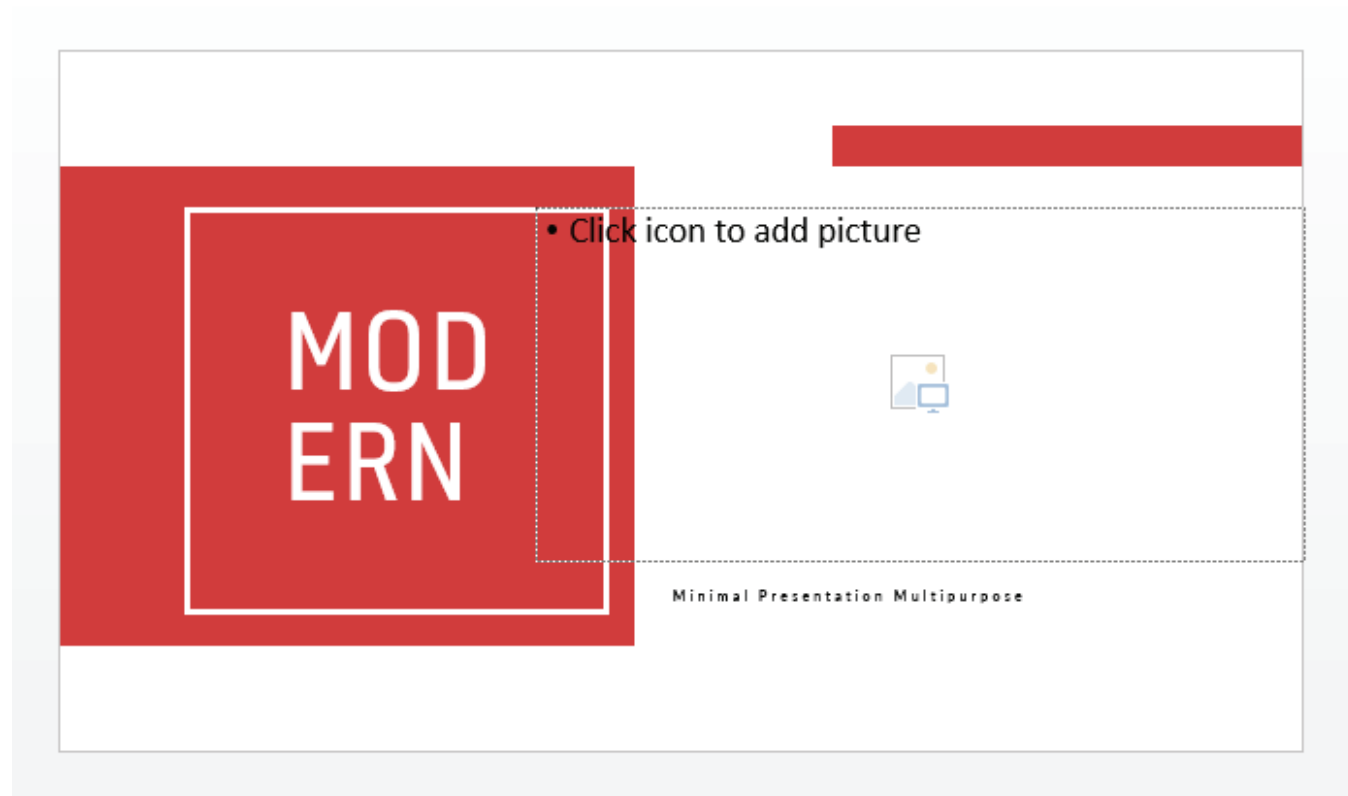 • Click icon to add picture
MOD
ERN
Minimal Presentation Multipurpose